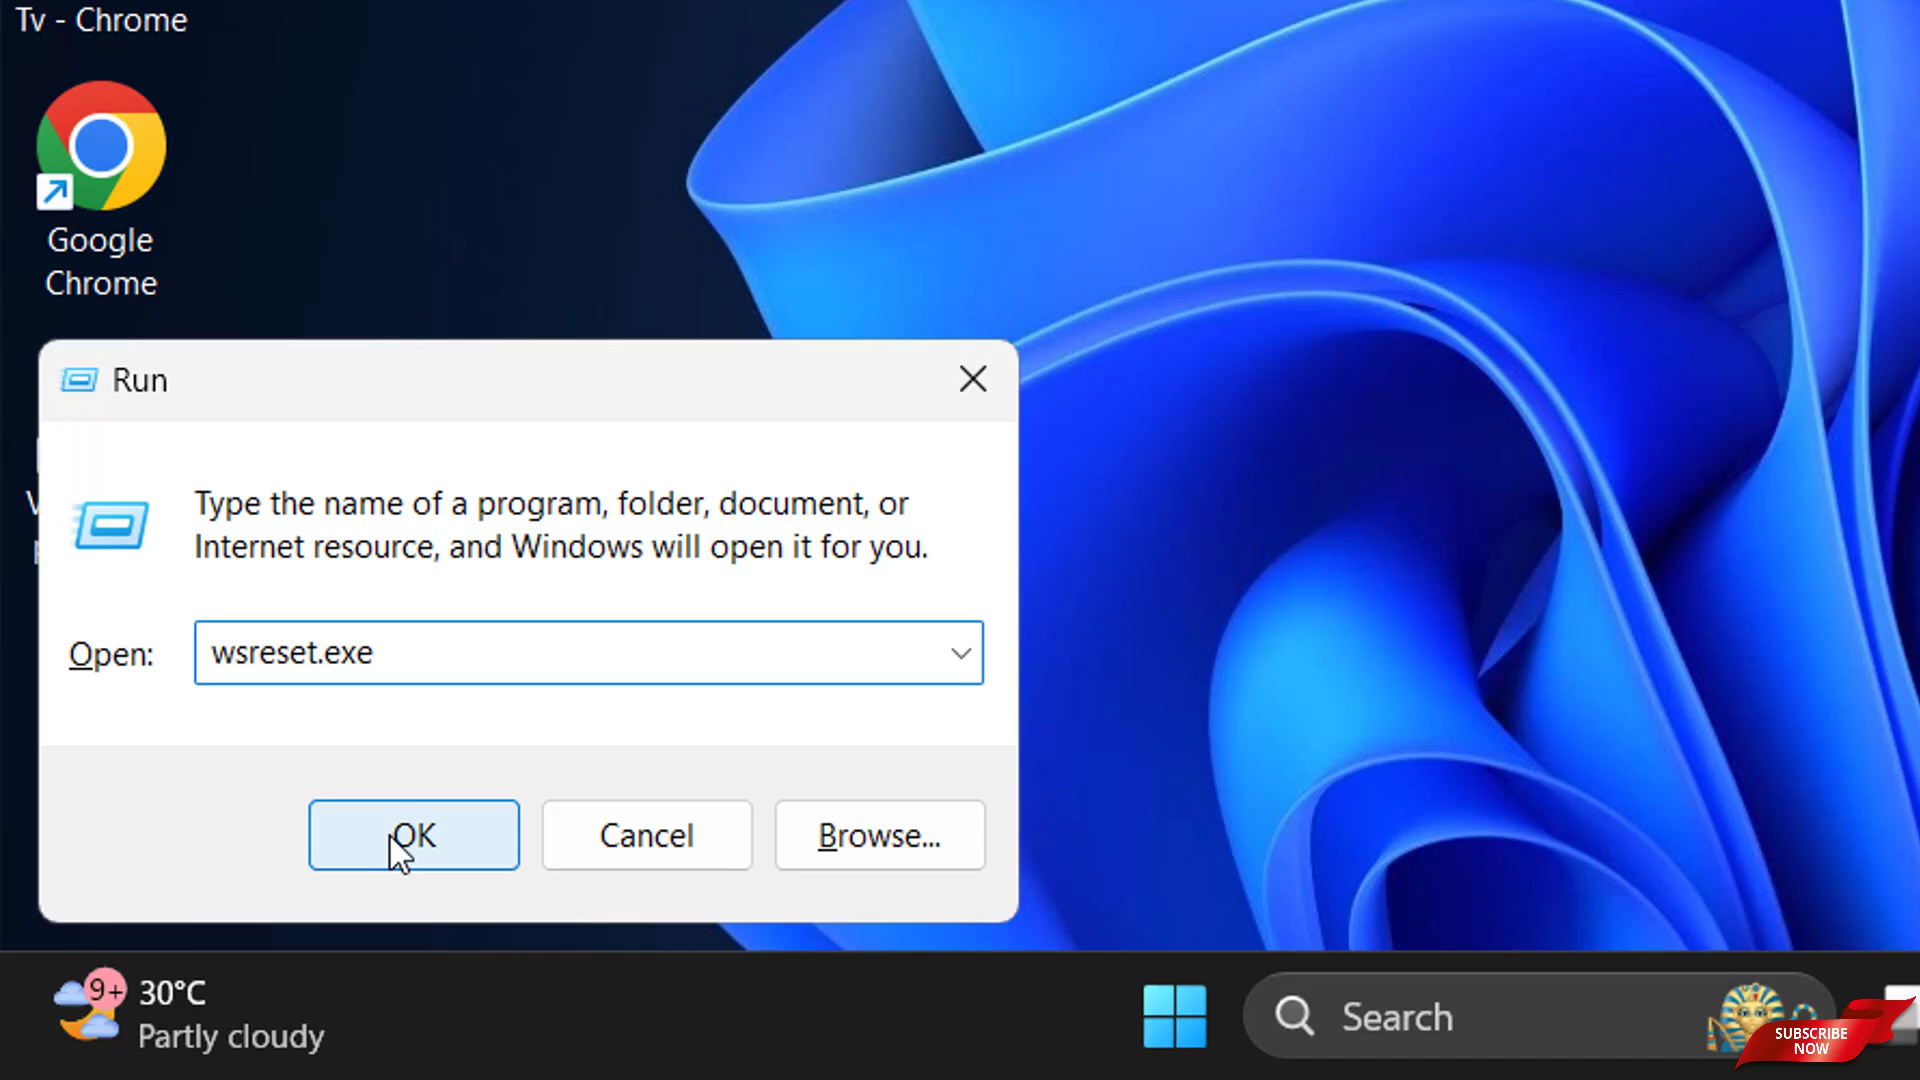 Tv - Chrome
Google
Chrome
Run
Type the name of a program, folder, document, or
Internet resource, and Windows will open it for you.
Open:
wsreset.exe
OK
Cancel
Browse...
9+
30°C
Partly cloudy
Search
SUBSCRIBE
NOW